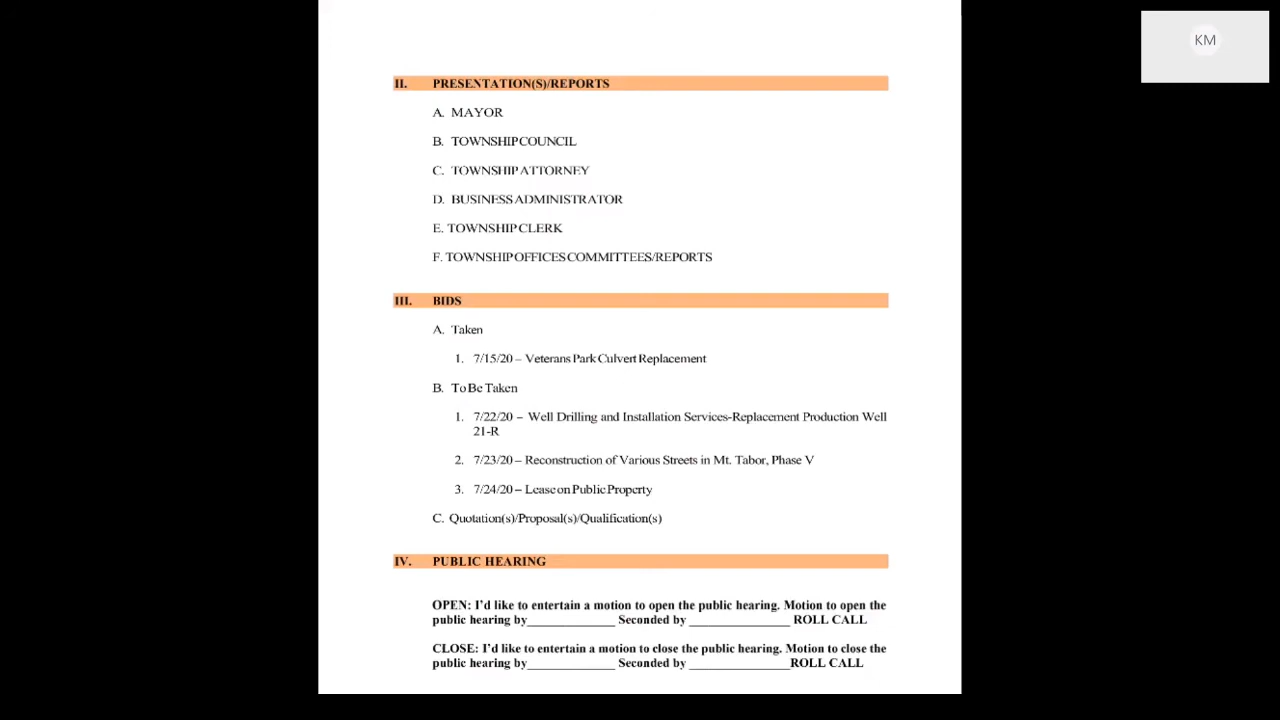 KM
II. PRESENTATION(S)/REPORTS
A. MAYOR
B. TOWNSHIP COUNCIL
C. TOWNSHIP ATTORNEY
D. BUSINESS ADMINISTRATOR
E. TOWNSHIP CLERK
F. TOWNSHIP OFFICES COMMITTEES/REPORTS
III. BIDS
A. Taken
1. 7/15/20 – Veterans Park Culvert Replacement
B. To Be Taken
1. 7/22/20 – Well Drilling and Installation Services-Replacement Production Well
21-R
2. 7/23/20 – Reconstruction of Various Streets in Mt. Tabor, Phase V
3. 7/24/20 – Lease on Public Property
C. Quotation(s)/Proposal(s)/Qualification(s)
IV. PUBLIC HEARING
OPEN: I'd like to entertain a motion to open the public hearing. Motion to open the
public hearing by______________ Seconded by ________________ ROLL CALL
CLOSE: I'd like to entertain a motion to close the public hearing. Motion to close the
public hearing by______________ Seconded by ________________ROLL CALL